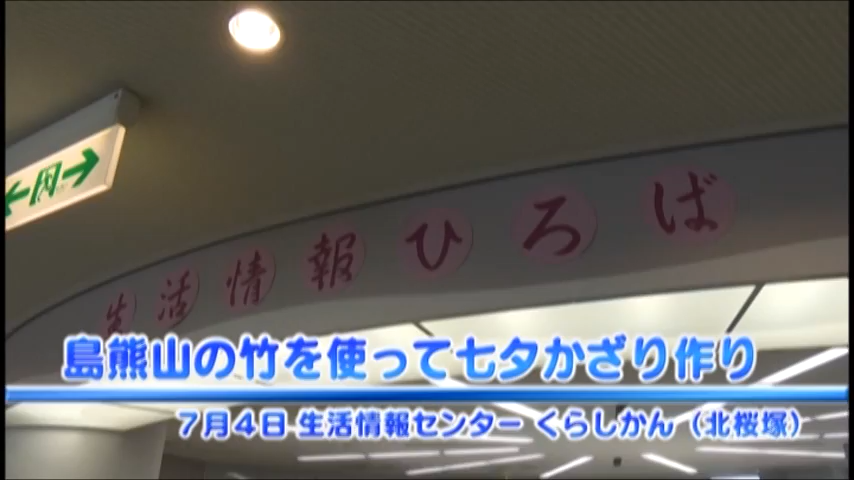 生活情報ひろば
島熊山の竹を使って七夕かざり作り
7月4日 生活情報センター くらしかん（北桜塚）